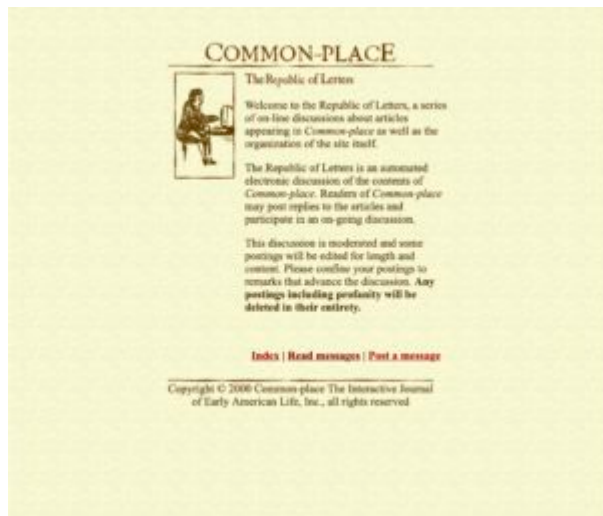 COMMON-PLACE
The Republic of Letters
Welcome to the Republic of Letters, a series
of on-line discussions about articles
appearing in Common-place as well as the
organization of the site itself.
The Republic of Letters is an automated
electronic discussion of the contents of
Common-place. Readers of Common-place
may post replies to the articles and
participate in an on-going discussion.
This discussion is moderated and some
postings will be edited for length and
content. Please confine your postings to
remarks that advance the discussion. Any
postings including profanity will be
deleted in their entirety.
Index | Read messages | Post a message
Copyright © 2000 Common-place The Interactive Journal
of Early American Life, Inc., all rights reserved